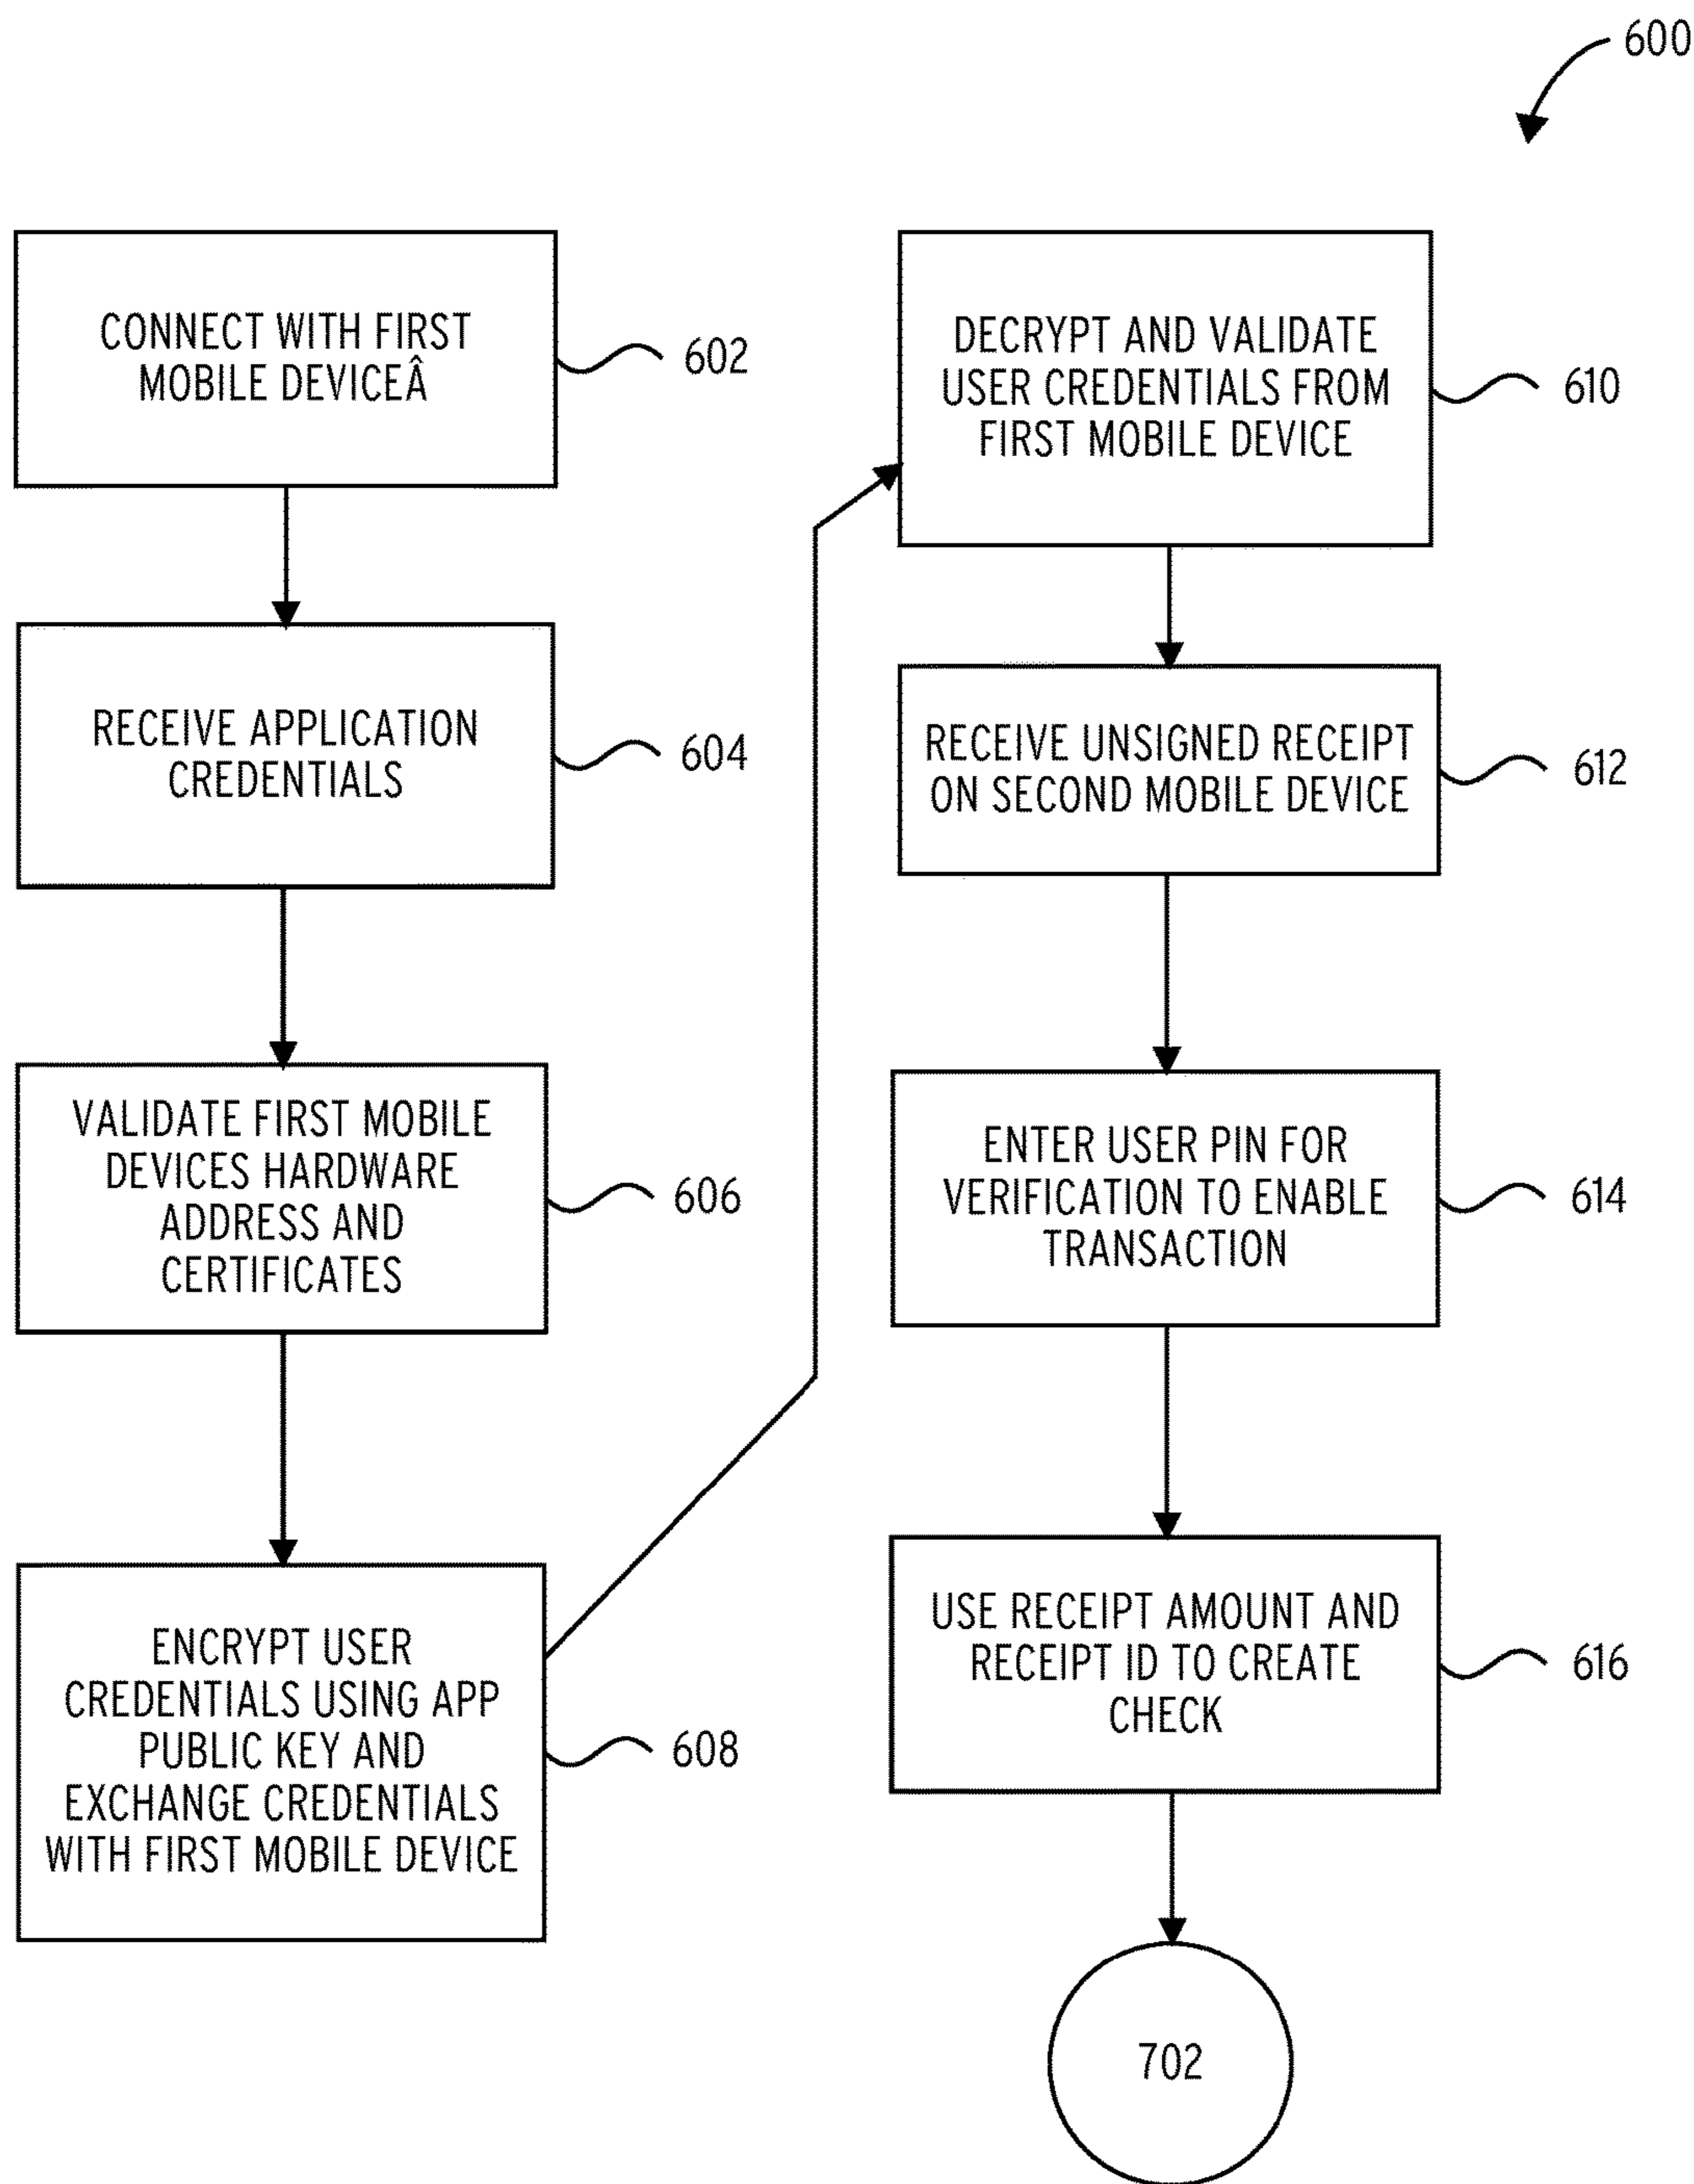 600
CONNECT WITH FIRST
MOBILE DEVICEÂ
602
RECEIVE APPLICATION
CREDENTIALS
604
VALIDATE FIRST MOBILE
DEVICES HARDWARE
ADDRESS AND
CERTIFICATES
606
ENCRYPT USER
CREDENTIALS USING APP
PUBLIC KEY AND
EXCHANGE CREDENTIALS
WITH FIRST MOBILE DEVICE
608
DECRYPT AND VALIDATE
USER CREDENTIALS FROM
FIRST MOBILE DEVICE
610
RECEIVE UNSIGNED RECEIPT
ON SECOND MOBILE DEVICE
612
ENTER USER PIN FOR
VERIFICATION TO ENABLE
TRANSACTION
614
USE RECEIPT AMOUNT AND
RECEIPT ID TO CREATE
CHECK
616
702